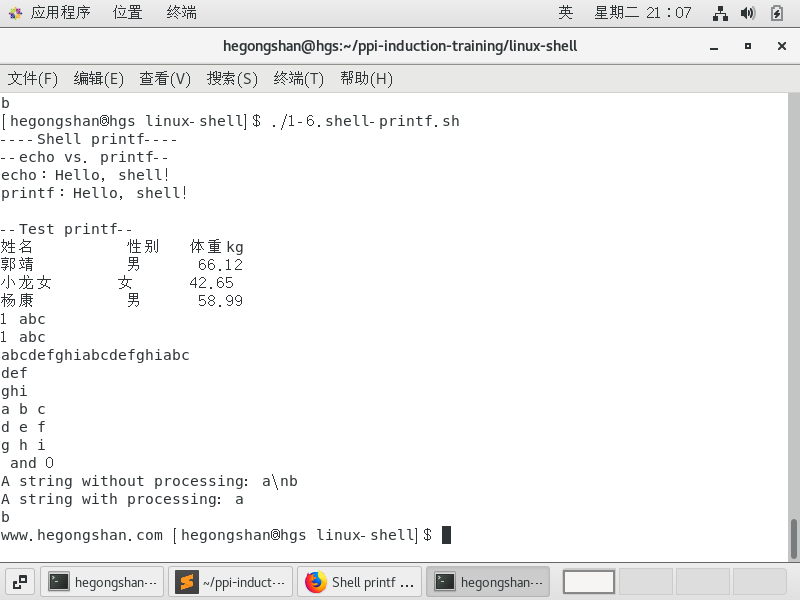 应用程序 位置 终端 英 星期二 21:07
hegongshan@hgs:~/ppi-induction-training/linux-shell
文件(F) 编辑(E) 查看(V) 搜索(S) 终端(T) 帮助(H)
b
[hegongshan@hgs linux-shell]$ ./1-6.shell-printf.sh
----Shell printf----
--echo vs. printf--
echo：Hello, shell!
printf：Hello, shell!
--Test printf--
姓名 性别 体重kg
郭靖 男 66.12
小龙女 女 42.65
杨康 男 58.99
1 abc
1 abc
abcdefghiabcdefghiabc
def
ghi
a b c
d e f
g h i
 and 0
A string without processing: a\nb
A string with processing: a
b
www.hegongshan.com [hegongshan@hgs linux-shell]$
hegongshan··· ~/ppi-induct··· Shell printf ... hegongshan···